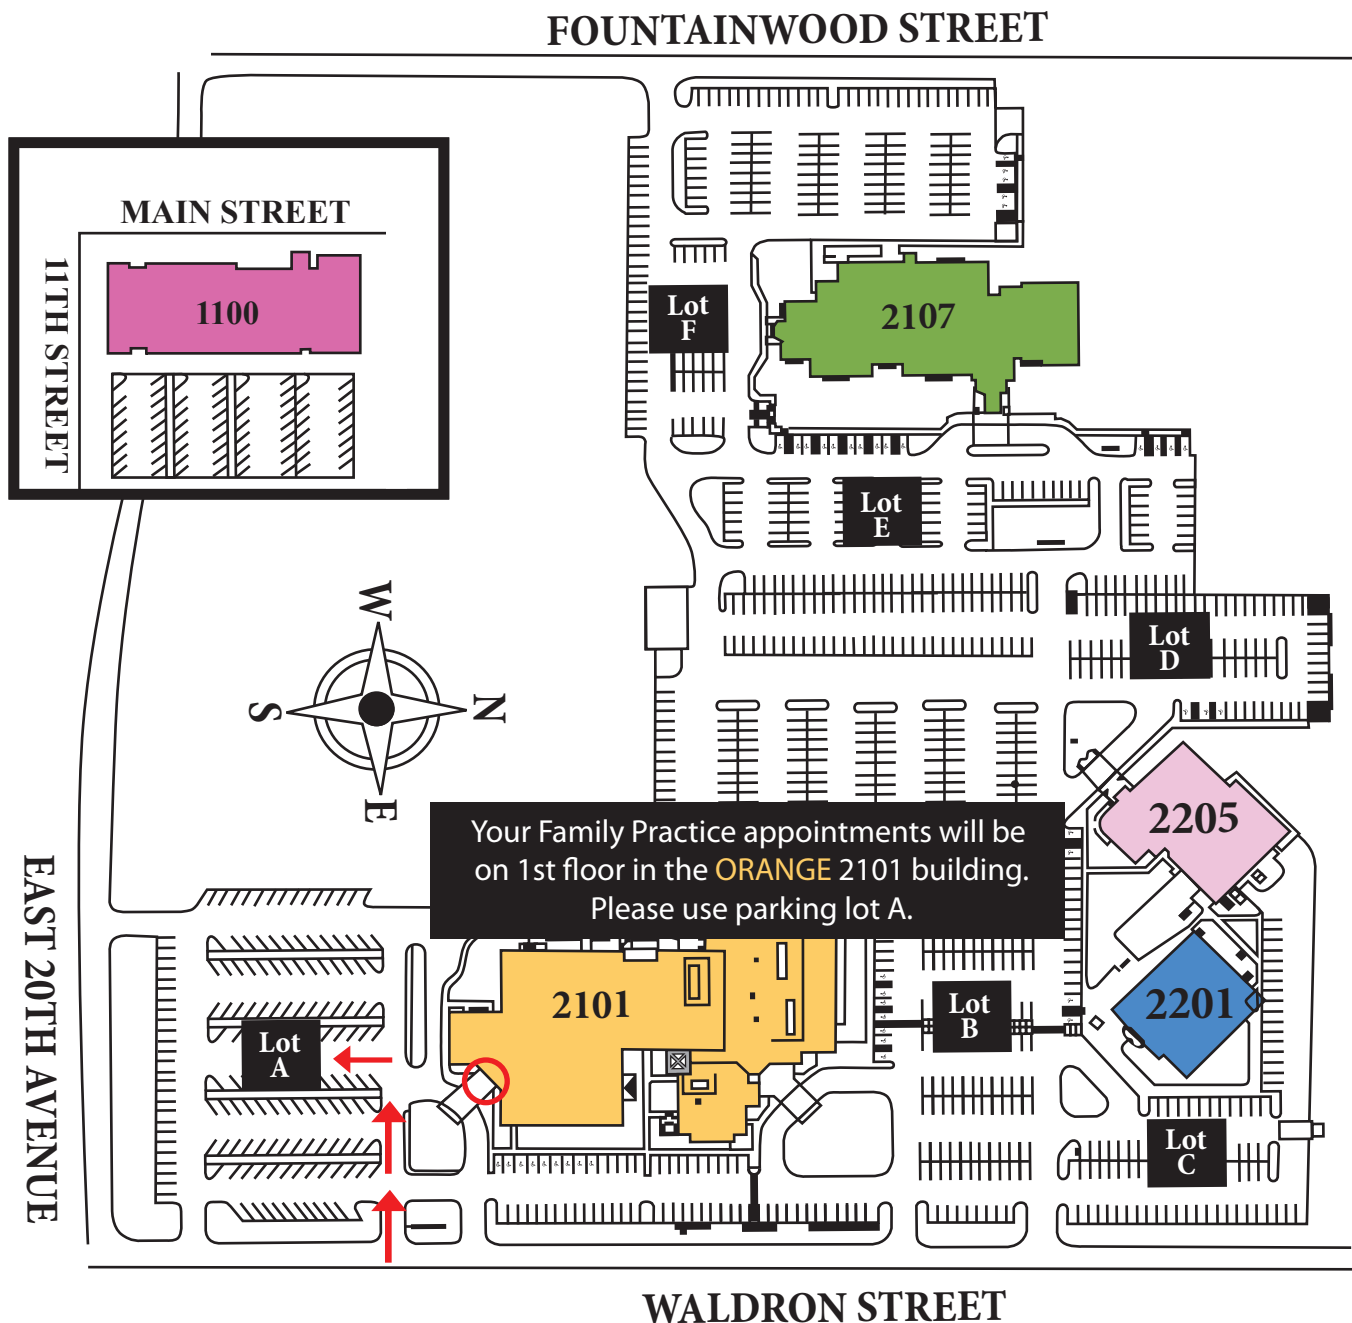 FOUNTAINWOOD STREET
MAIN STREET
11TH STREET
1100
Lot
F
2107
Lot
E
Lot
D
W
S
N
E
2205
Your Family Practice appointments will be
on 1st floor in the ORANGE 2101 building.
Please use parking lot A.
EAST 20TH AVENUE
2101
2201
Lot
A
Lot
B
Lot
C
WALDRON STREET